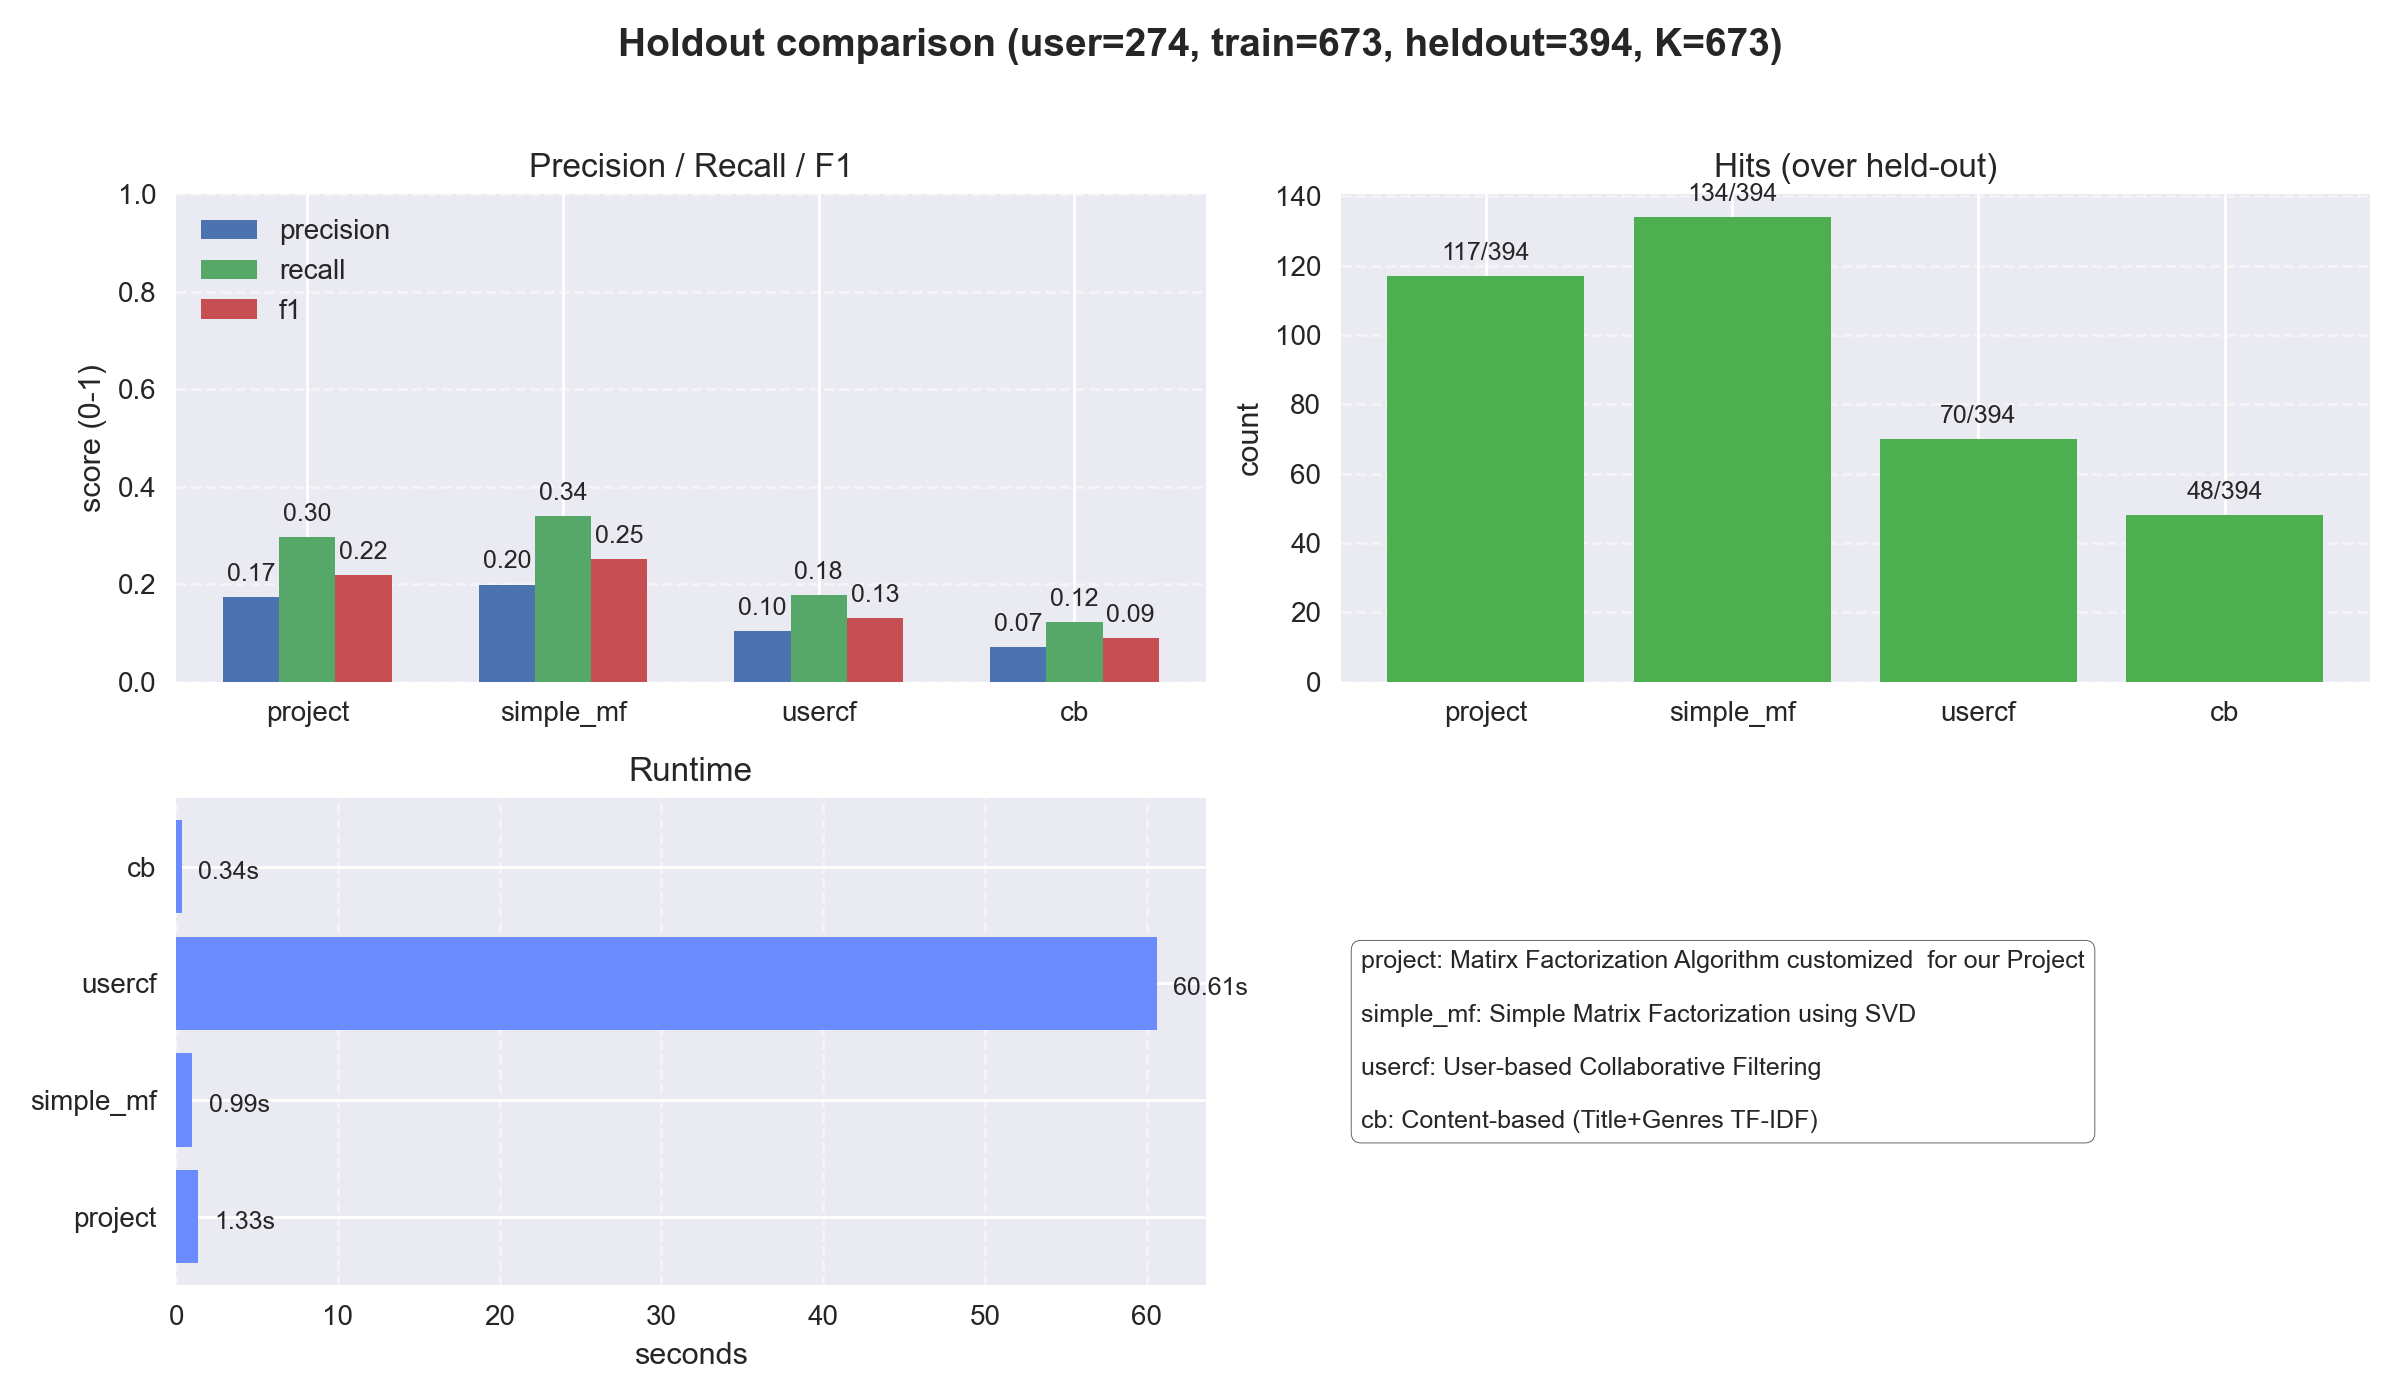 Holdout comparison (user=274, train=673, heldout=394, K=673)
Precision / Recall / F1
1.0
0.8
0.6
0.4
0.2
0.0
score (0-1)
precision
recall
f1
0.17
0.30
0.22
0.20
0.34
0.25
0.10
0.18
0.13
0.07
0.12
0.09
project
simple_mf
usercf
cb
Hits (over held-out)
140
120
100
80
60
40
20
0
count
117/394
134/394
70/394
48/394
project
simple_mf
usercf
cb
Runtime
cb
usercf
simple_mf
project
0.34s
60.61s
0.99s
1.33s
0
10
20
30
40
50
60
seconds
project: Matirx Factorization Algorithm customized  for our Project
simple_mf: Simple Matrix Factorization using SVD
usercf: User-based Collaborative Filtering
cb: Content-based (Title+Genres TF-IDF)